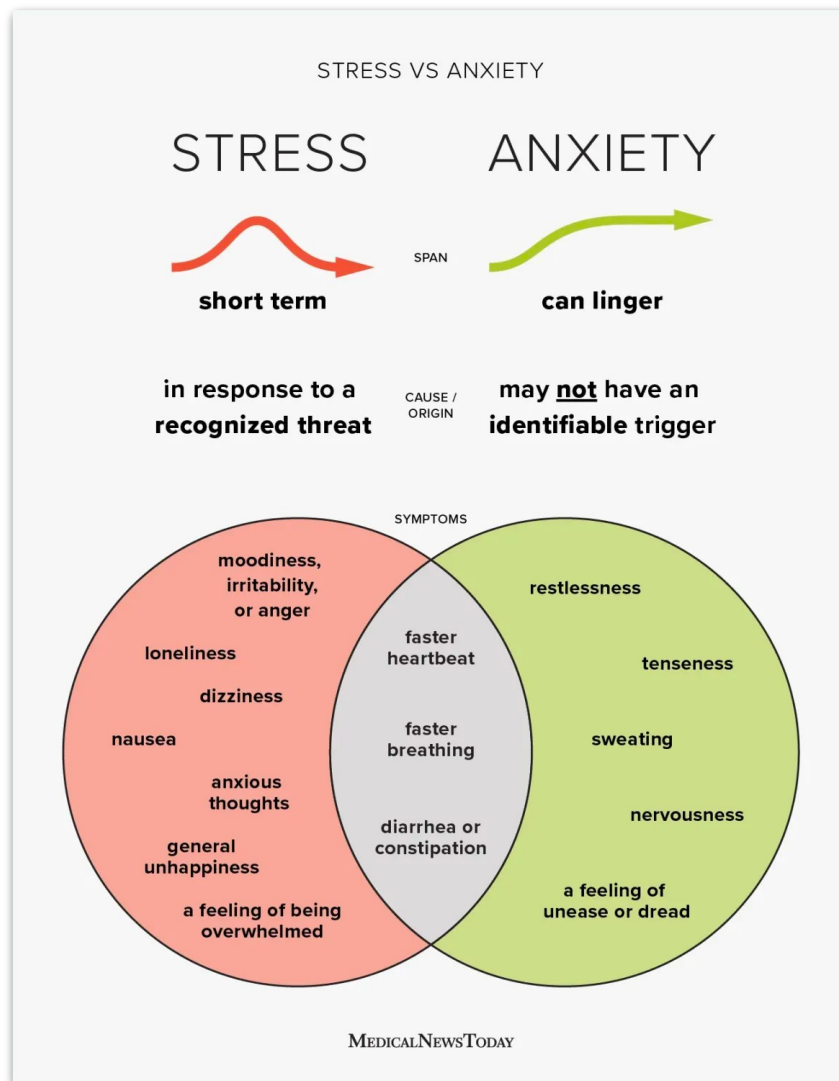 STRESS VS ANXIETY
STRESS
ANXIETY
SPAN
short term
can linger
in response to a
recognized threat
CAUSE /
ORIGIN
may not have an
identifiable trigger
SYMPTOMS
moodiness,
irritability,
or anger
loneliness
dizziness
nausea
anxious
thoughts
general
unhappiness
a feeling of being
overwhelmed
faster
heartbeat
faster
breathing
diarrhea or
constipation
restlessness
tenseness
sweating
nervousness
a feeling of
unease or dread
MEDICALNEWSTODAY